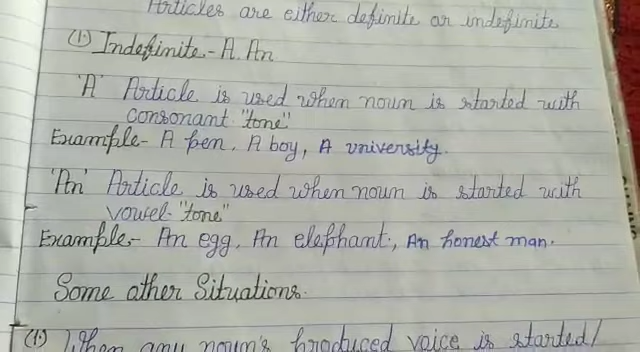 Articles are either definite or indefinite
(1) Indefinite - A. An
'A' Article is used when noun is started with
consonant "tone"
Example- A pen, A boy, A university.
'An' Article is used when noun is started with
vowel "tone"
Example- An egg, An elephant, An honest man.
Some other Situations.
(1.) When any noun's produced voice is started/